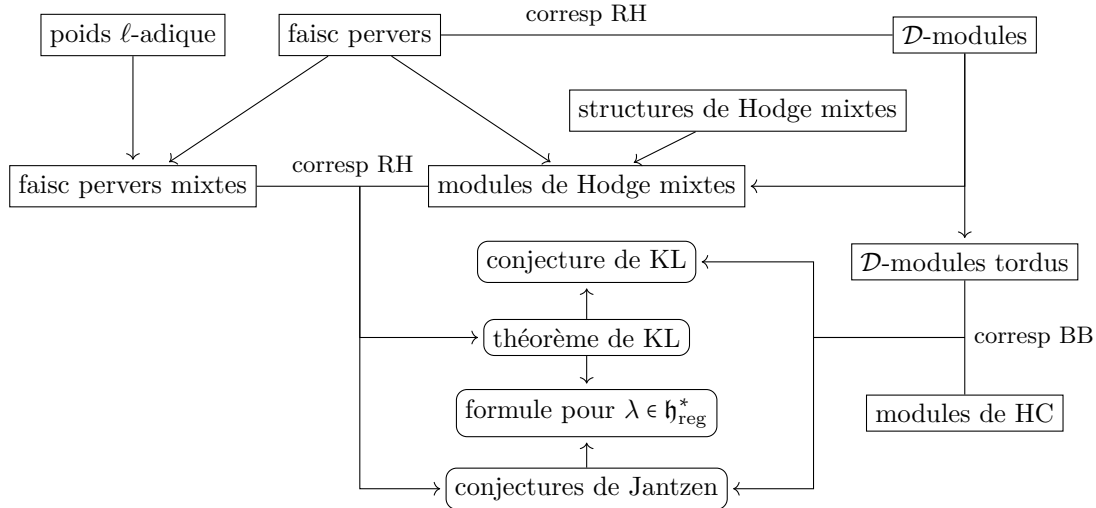 corresp RH
poids ℓ-adique
faisc pervers
𝒟-modules
structures de Hodge mixtes
corresp RH
faisc pervers mixtes
modules de Hodge mixtes
conjecture de KL
𝒟-modules tordus
théorème de KL
corresp BB
formule pour λ ∈ 𝔥*reg
modules de HC
conjectures de Jantzen